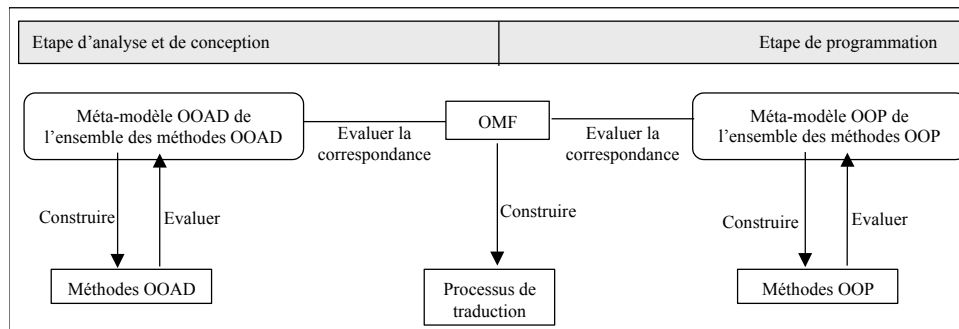 Etape d'analyse et de conception
Etape de programmation
Méta-modèle OOAD de
l'ensemble des méthodes OOAD
Evaluer la
correspondance
OMF
Evaluer la
correspondance
Méta-modèle OOP de
l'ensemble des méthodes OOP
Construire
Evaluer
Construire
Construire
Evaluer
Méthodes OOAD
Processus de
traduction
Méthodes OOP